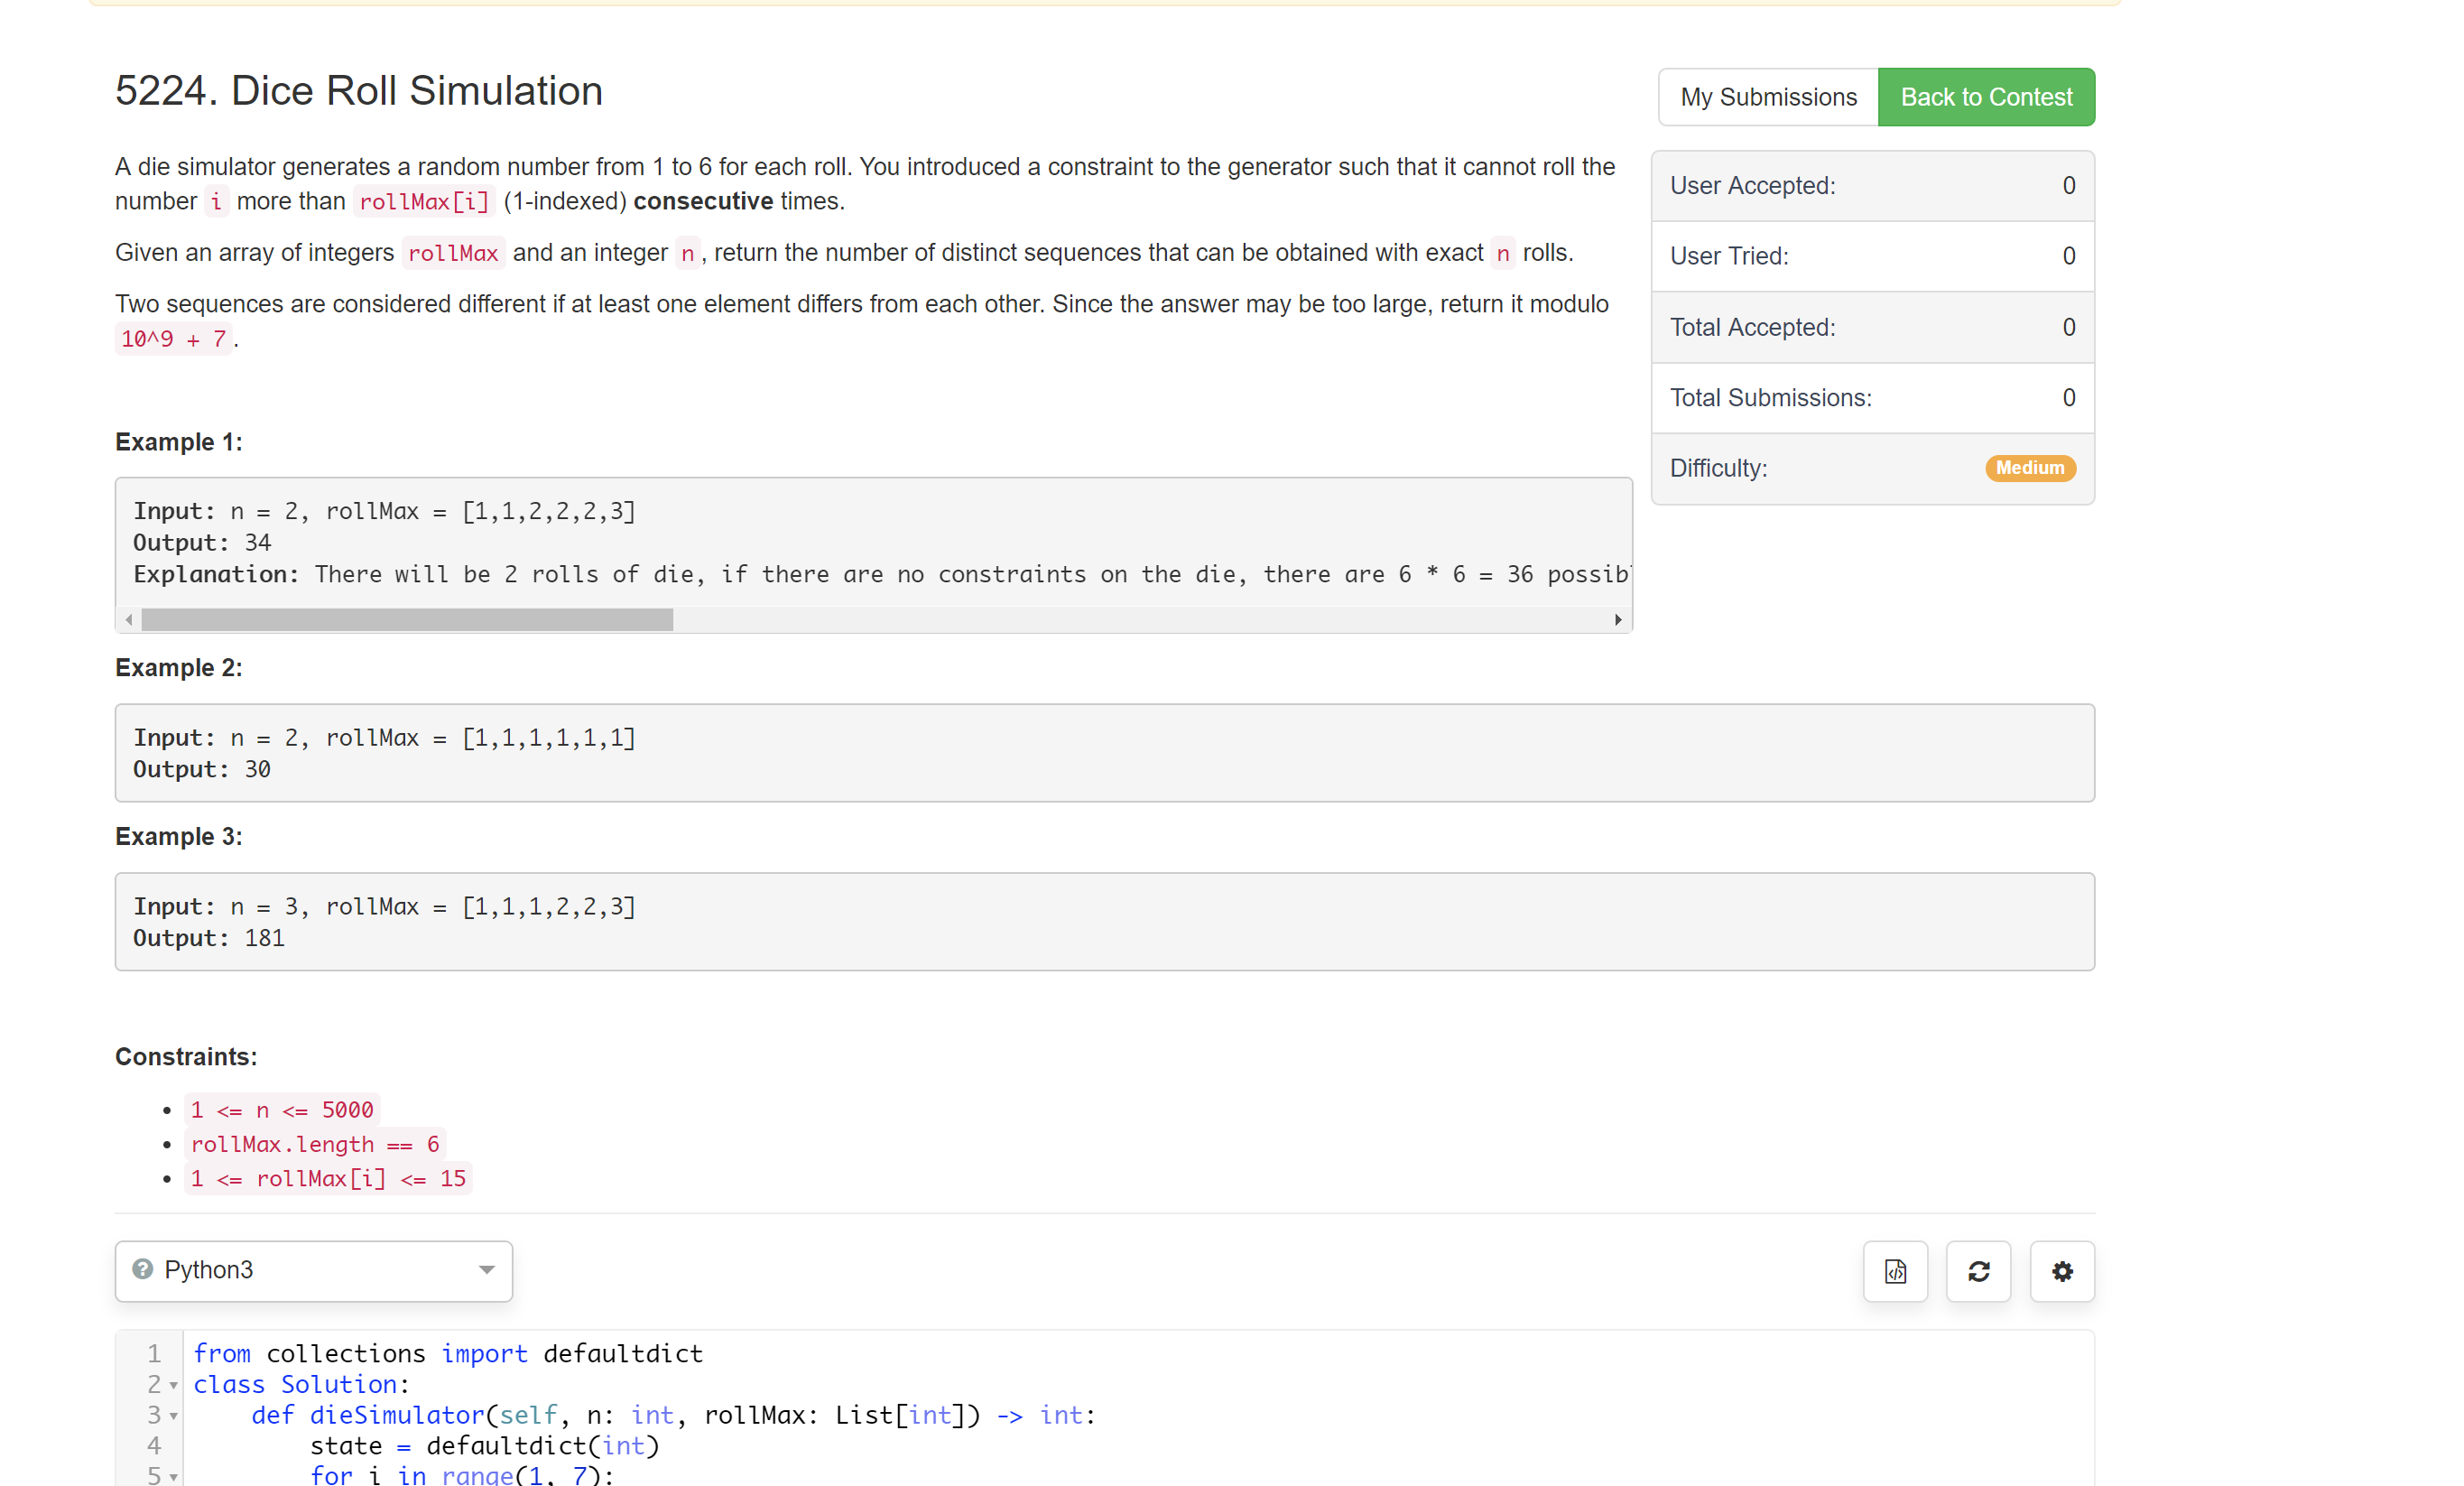 5224. Dice Roll Simulation
My Submissions
Back to Contest
A die simulator generates a random number from 1 to 6 for each roll. You introduced a constraint to the generator such that it cannot roll the
number i more than rollMax[i] (1-indexed) consecutive times.
Given an array of integers rollMax and an integer n, return the number of distinct sequences that can be obtained with exact n rolls.
Two sequences are considered different if at least one element differs from each other. Since the answer may be too large, return it modulo
10^9 + 7.
User Accepted: 0
User Tried: 0
Total Accepted: 0
Total Submissions: 0
Difficulty: Medium
Example 1:
Input: n = 2, rollMax = [1,1,2,2,2,3]
Output: 34
Explanation: There will be 2 rolls of die, if there are no constraints on the die, there are 6 * 6 = 36
Example 2:
Input: n = 2, rollMax = [1,1,1,1,1,1]
Output: 30
Example 3:
Input: n = 3, rollMax = [1,1,1,2,2,3]
Output: 181
Constraints:
• 1 <= n <= 5000
• rollMax.length == 6
• 1 <= rollMax[i] <= 15
Python3
1 from collections import defaultdict
2 class Solution:
3 def dieSimulator(self, n: int, rollMax: List[int]) -> int:
4 state = defaultdict(int)
5 for i in range(1, 7):